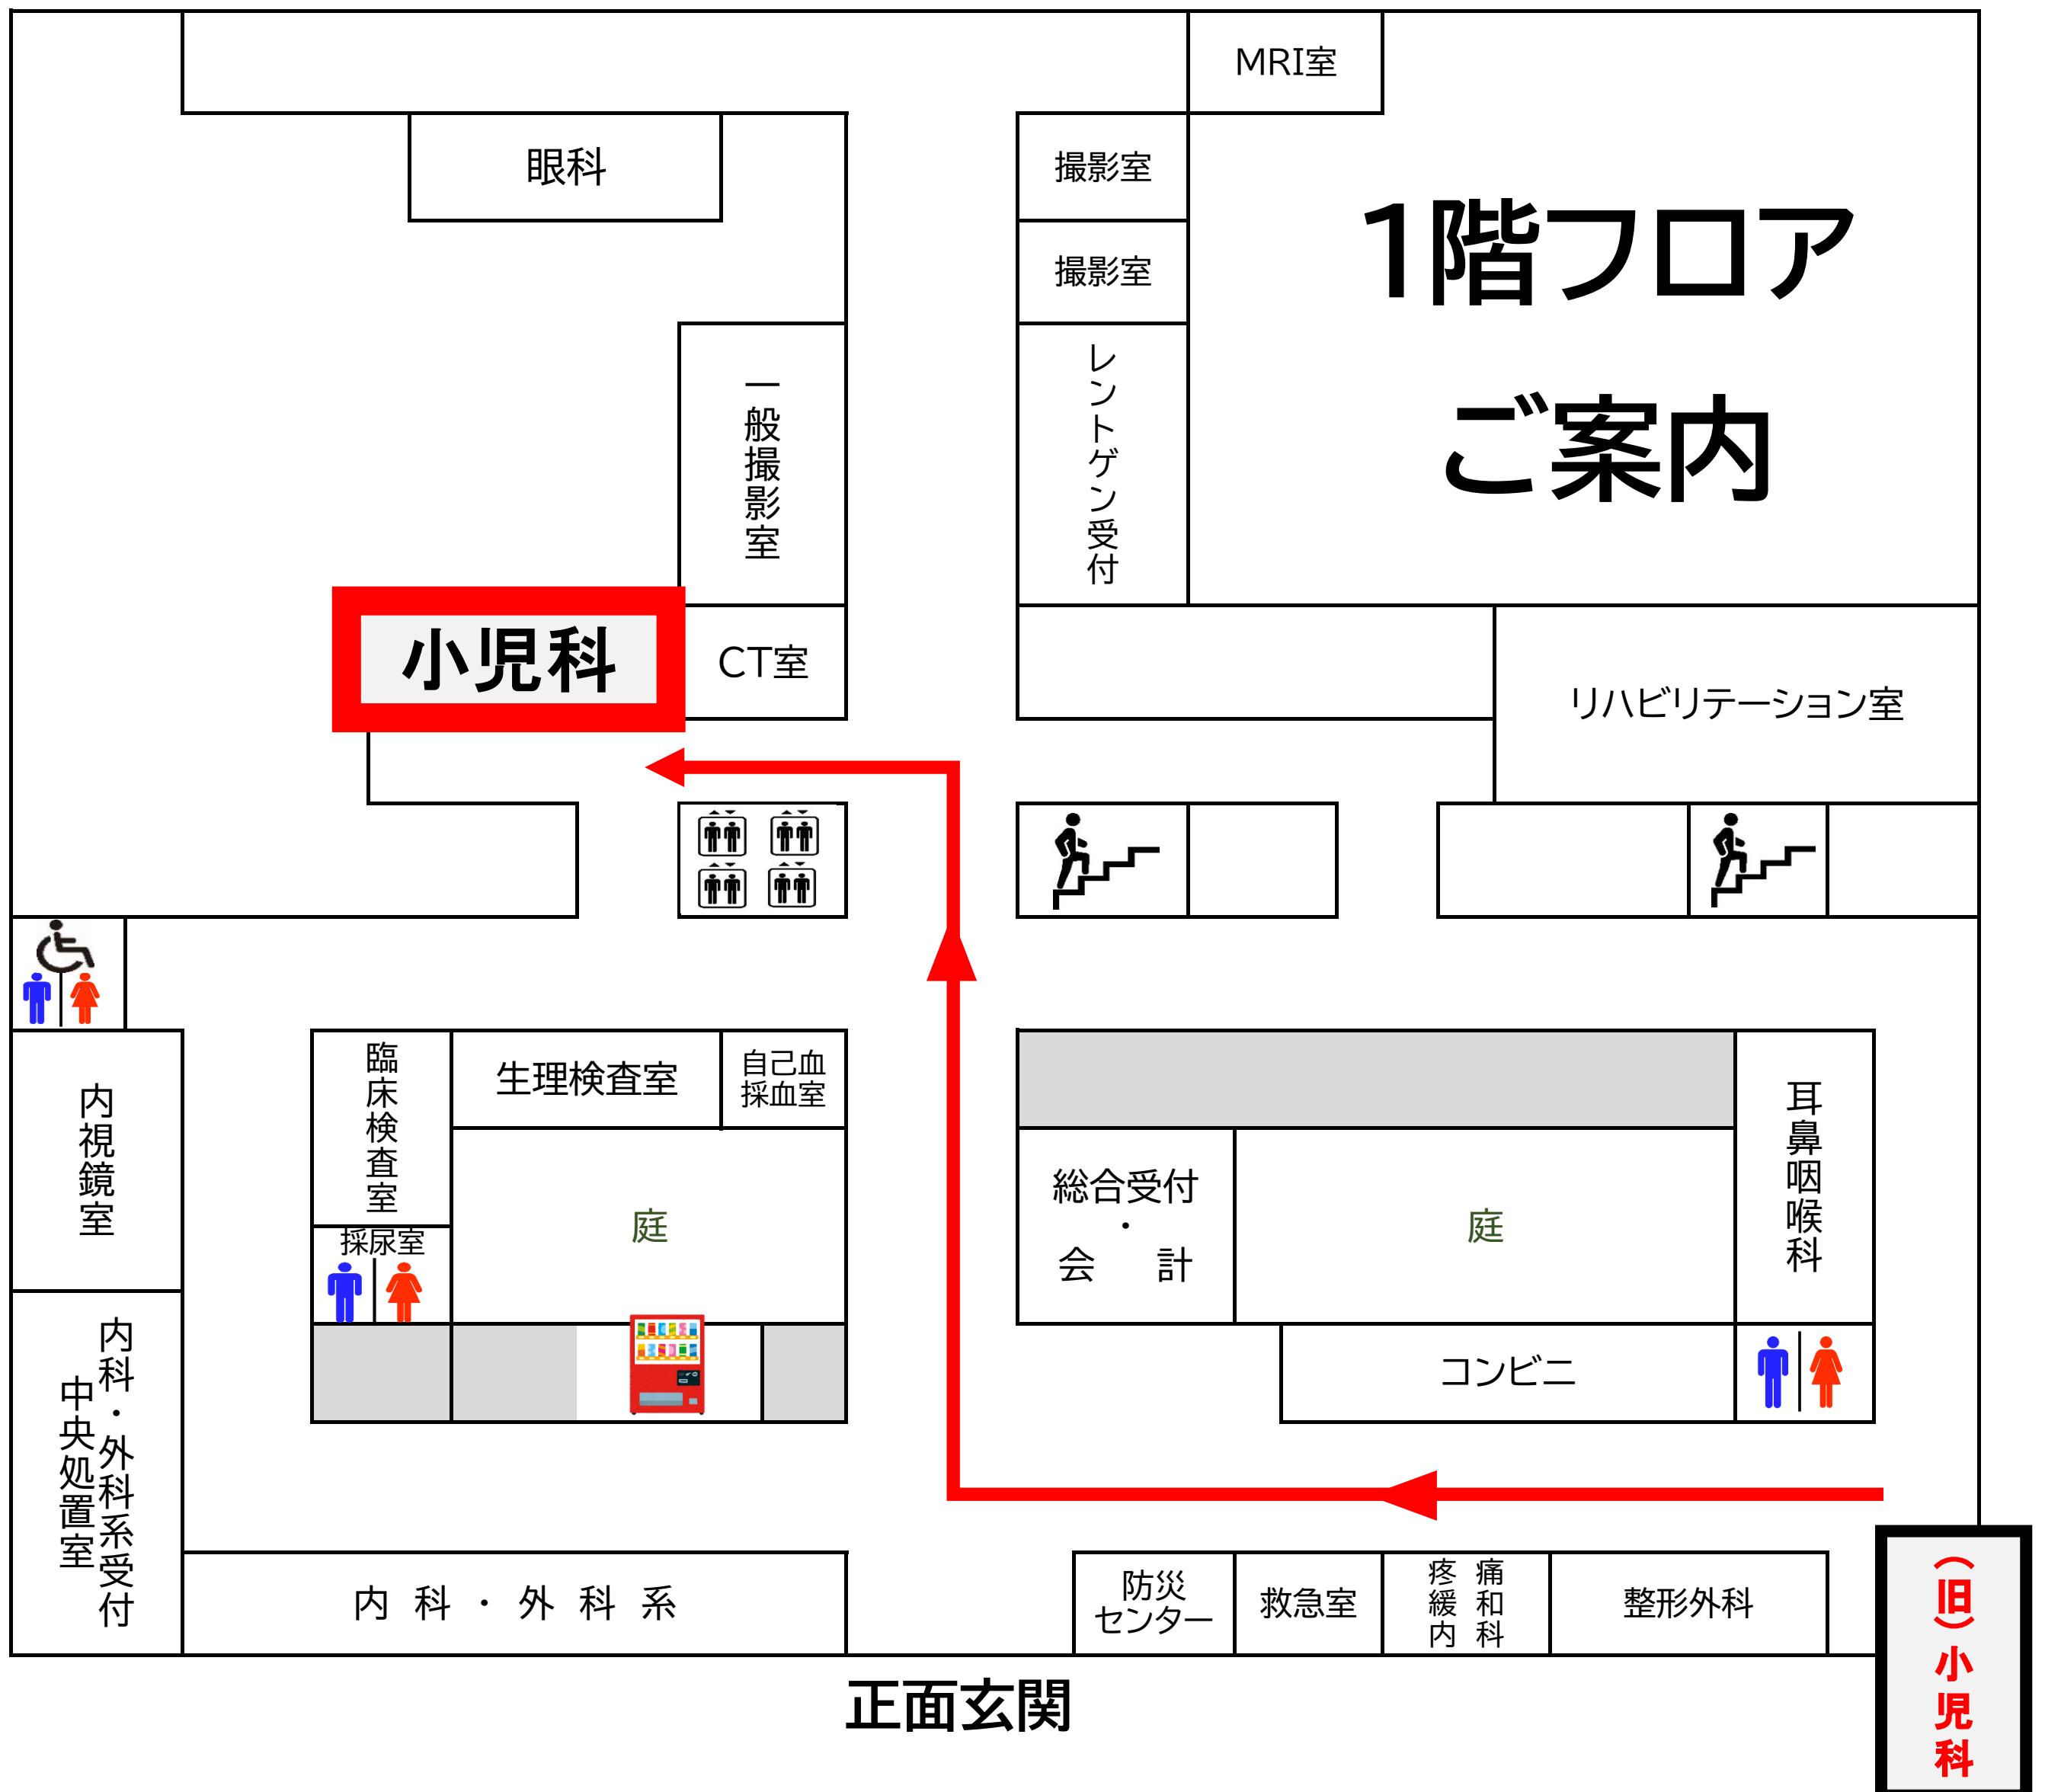 MRI室
眼科
撮影室
1階フロア
ご案内
撮影室
一般撮影室
レントゲン受付
小児科
CT室
リハビリテーション室
内視鏡室
臨床検査室
生理検査室
自己血
採血室
耳鼻咽喉科
総合受付
・
会計
庭
庭
採尿室
内科・外科系受付
中央処置室
コンビニ
内科・外科系
防災
センター
救急室
疼痛
緩和
内科
整形外科
(旧)小児科
正面玄関